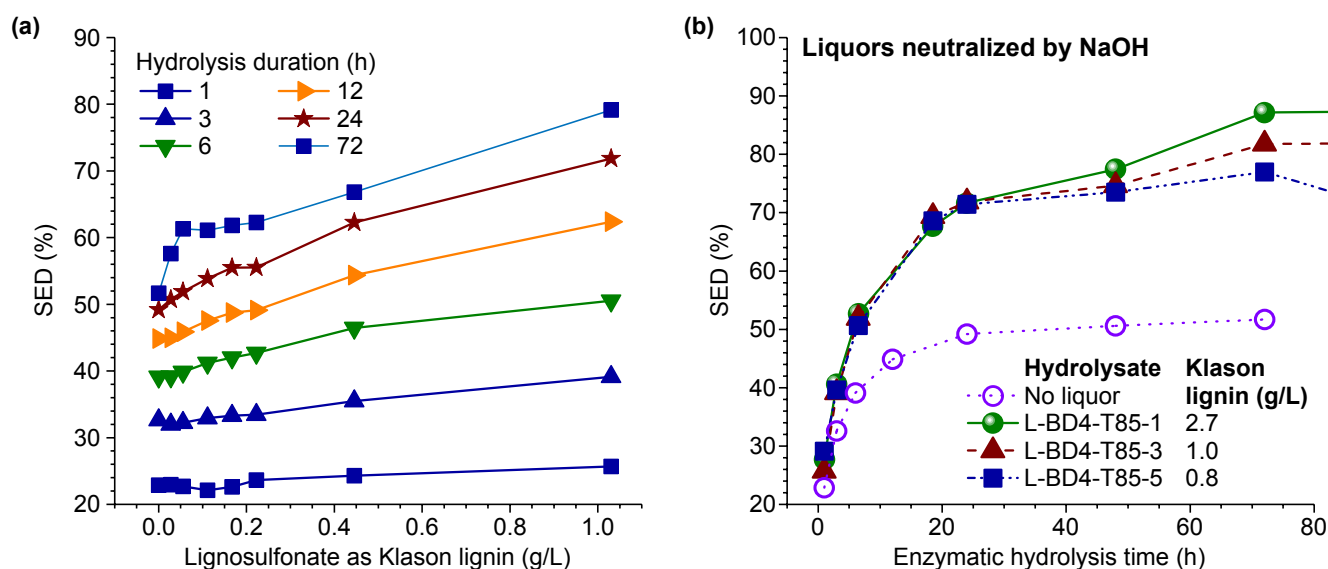 (a)
90
80
70
60
50
40
30
20
SED (%)
Hydrolysis duration (h)
1 12
3 24
6 72
0.0 0.2 0.4 0.6 0.8 1.0
Lignosulfonate as Klason lignin (g/L)
(b)
100
90
80
70
60
50
40
30
20
SED (%)
Liquors neutralized by NaOH
Hydrolysate Klason
No liquor lignin (g/L)
L-BD4-T85-1 2.7
L-BD4-T85-3 1.0
L-BD4-T85-5 0.8
0 20 40 60 80
Enzymatic hydrolysis time (h)